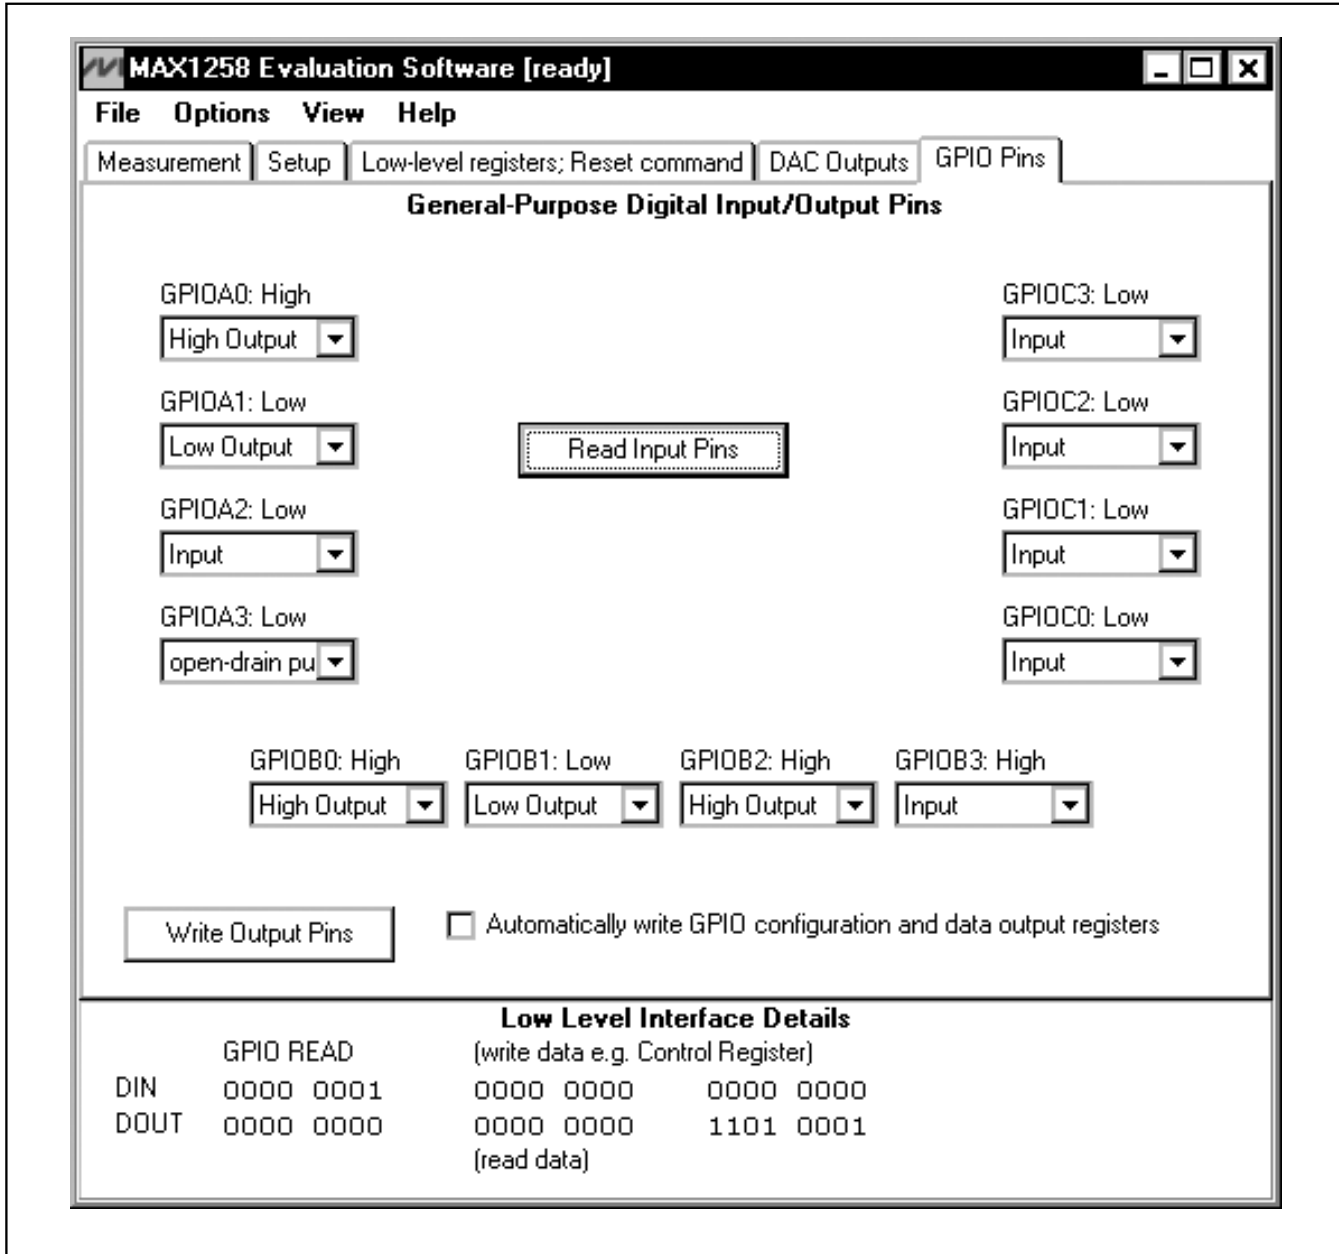 MAX1258 Evaluation Software [ready]
File Options View Help
Measurement Setup Low-level registers; Reset command DAC Outputs GPIO Pins
General-Purpose Digital Input/Output Pins
GPIOA0: High GPIOC3: Low
High Output Input
GPIOA1: Low GPIOC2: Low
Low Output Read Input Pins Input
GPIOA2: Low GPIOC1: Low
Input Input
GPIOA3: Low GPIOC0: Low
open-drain pu Input
GPIOB0: High GPIOB1: Low GPIOB2: High GPIOB3: High
High Output Low Output High Output Input
Write Output Pins Automatically write GPIO configuration and data output registers
Low Level Interface Details
GPIO READ (write data e.g. Control Register)
DIN 0000 0001 0000 0000 0000 0000
DOUT 0000 0000 0000 0000 1101 0001
(read data)